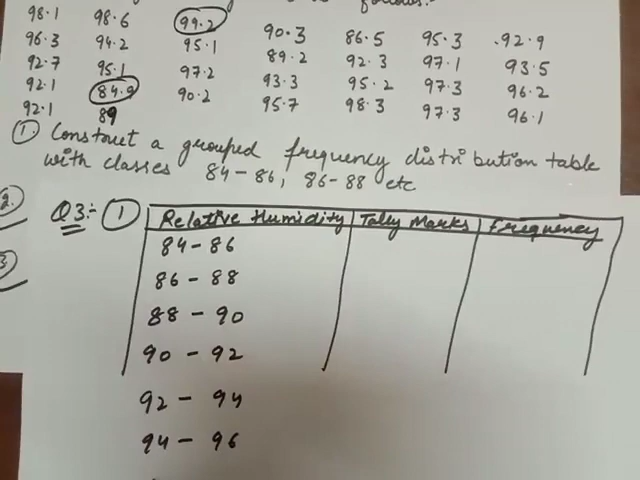 follows:-
98.1 98.6 99.2 90.3 86.5 95.3 92.9
96.3 94.2 95.1 89.2 92.3 97.1 93.5
92.7 95.1 97.2 93.3 95.2 97.3 96.2
92.1 84.9 90.2 95.7 98.3 97.3 96.1
92.1 89
① Construct a grouped frequency distribution table
with classes 84-86, 86-88 etc
2.
3
Q3:- ① Relative Humidity Tally Marks Frequency
84-86
86 - 88
88 - 90
90 - 92
92 - 94
94 - 96